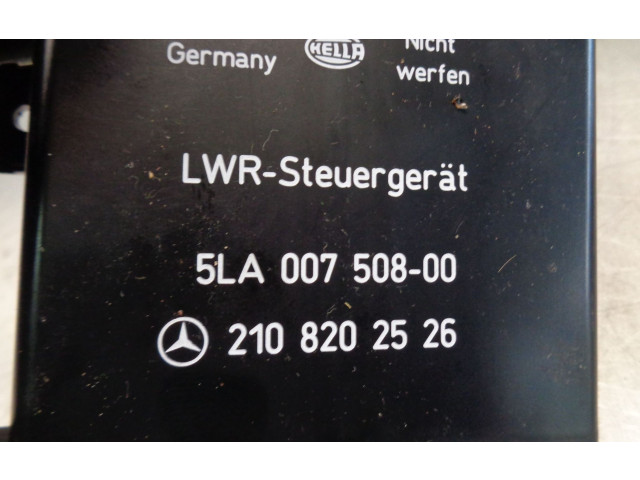 Germany HELLA Nicht
werfen
LWR-Steuergerät
5LA 007 508-00
210 820 25 26